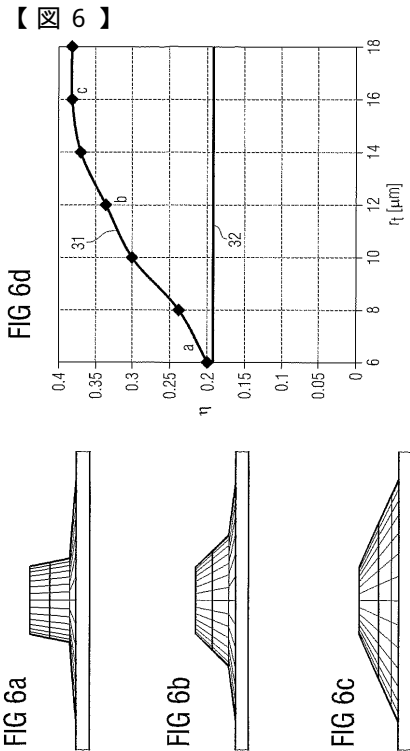 【図6】
FIG 6a
FIG 6b
FIG 6c
FIG 6d
η
0.4
0.35
0.3
0.25
0.2
0.15
0.1
0.05
0
6
8
10
12
14
16
18
rt [µm]
a
b
c
31
32